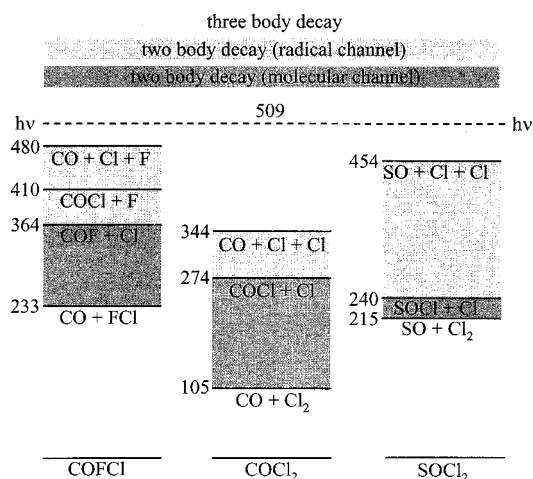 three body decay
two body decay (radical channel)
two body decay (molecular channel)
509
hν hν
480
CO + Cl + F
454
SO + Cl + Cl
410
COCl + F
364
COF + Cl
344
CO + Cl + Cl
274
COCl + Cl
240
SOCl + Cl
233
CO + FCl
215
SO + Cl₂
105
CO + Cl₂
COFCl COCl₂ SOCl₂